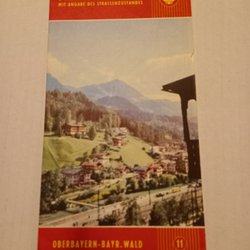 MIT ANGABE DES STRASSENZUSTANDES
OBERBAYERN-BAYR. WALD
11